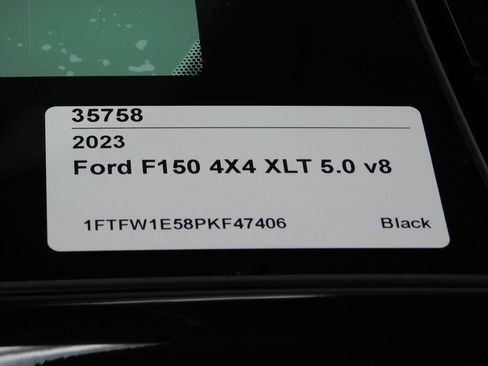 35758
2023
Ford F150 4X4 XLT 5.0 v8
1FTFW1E58PKF47406 Black